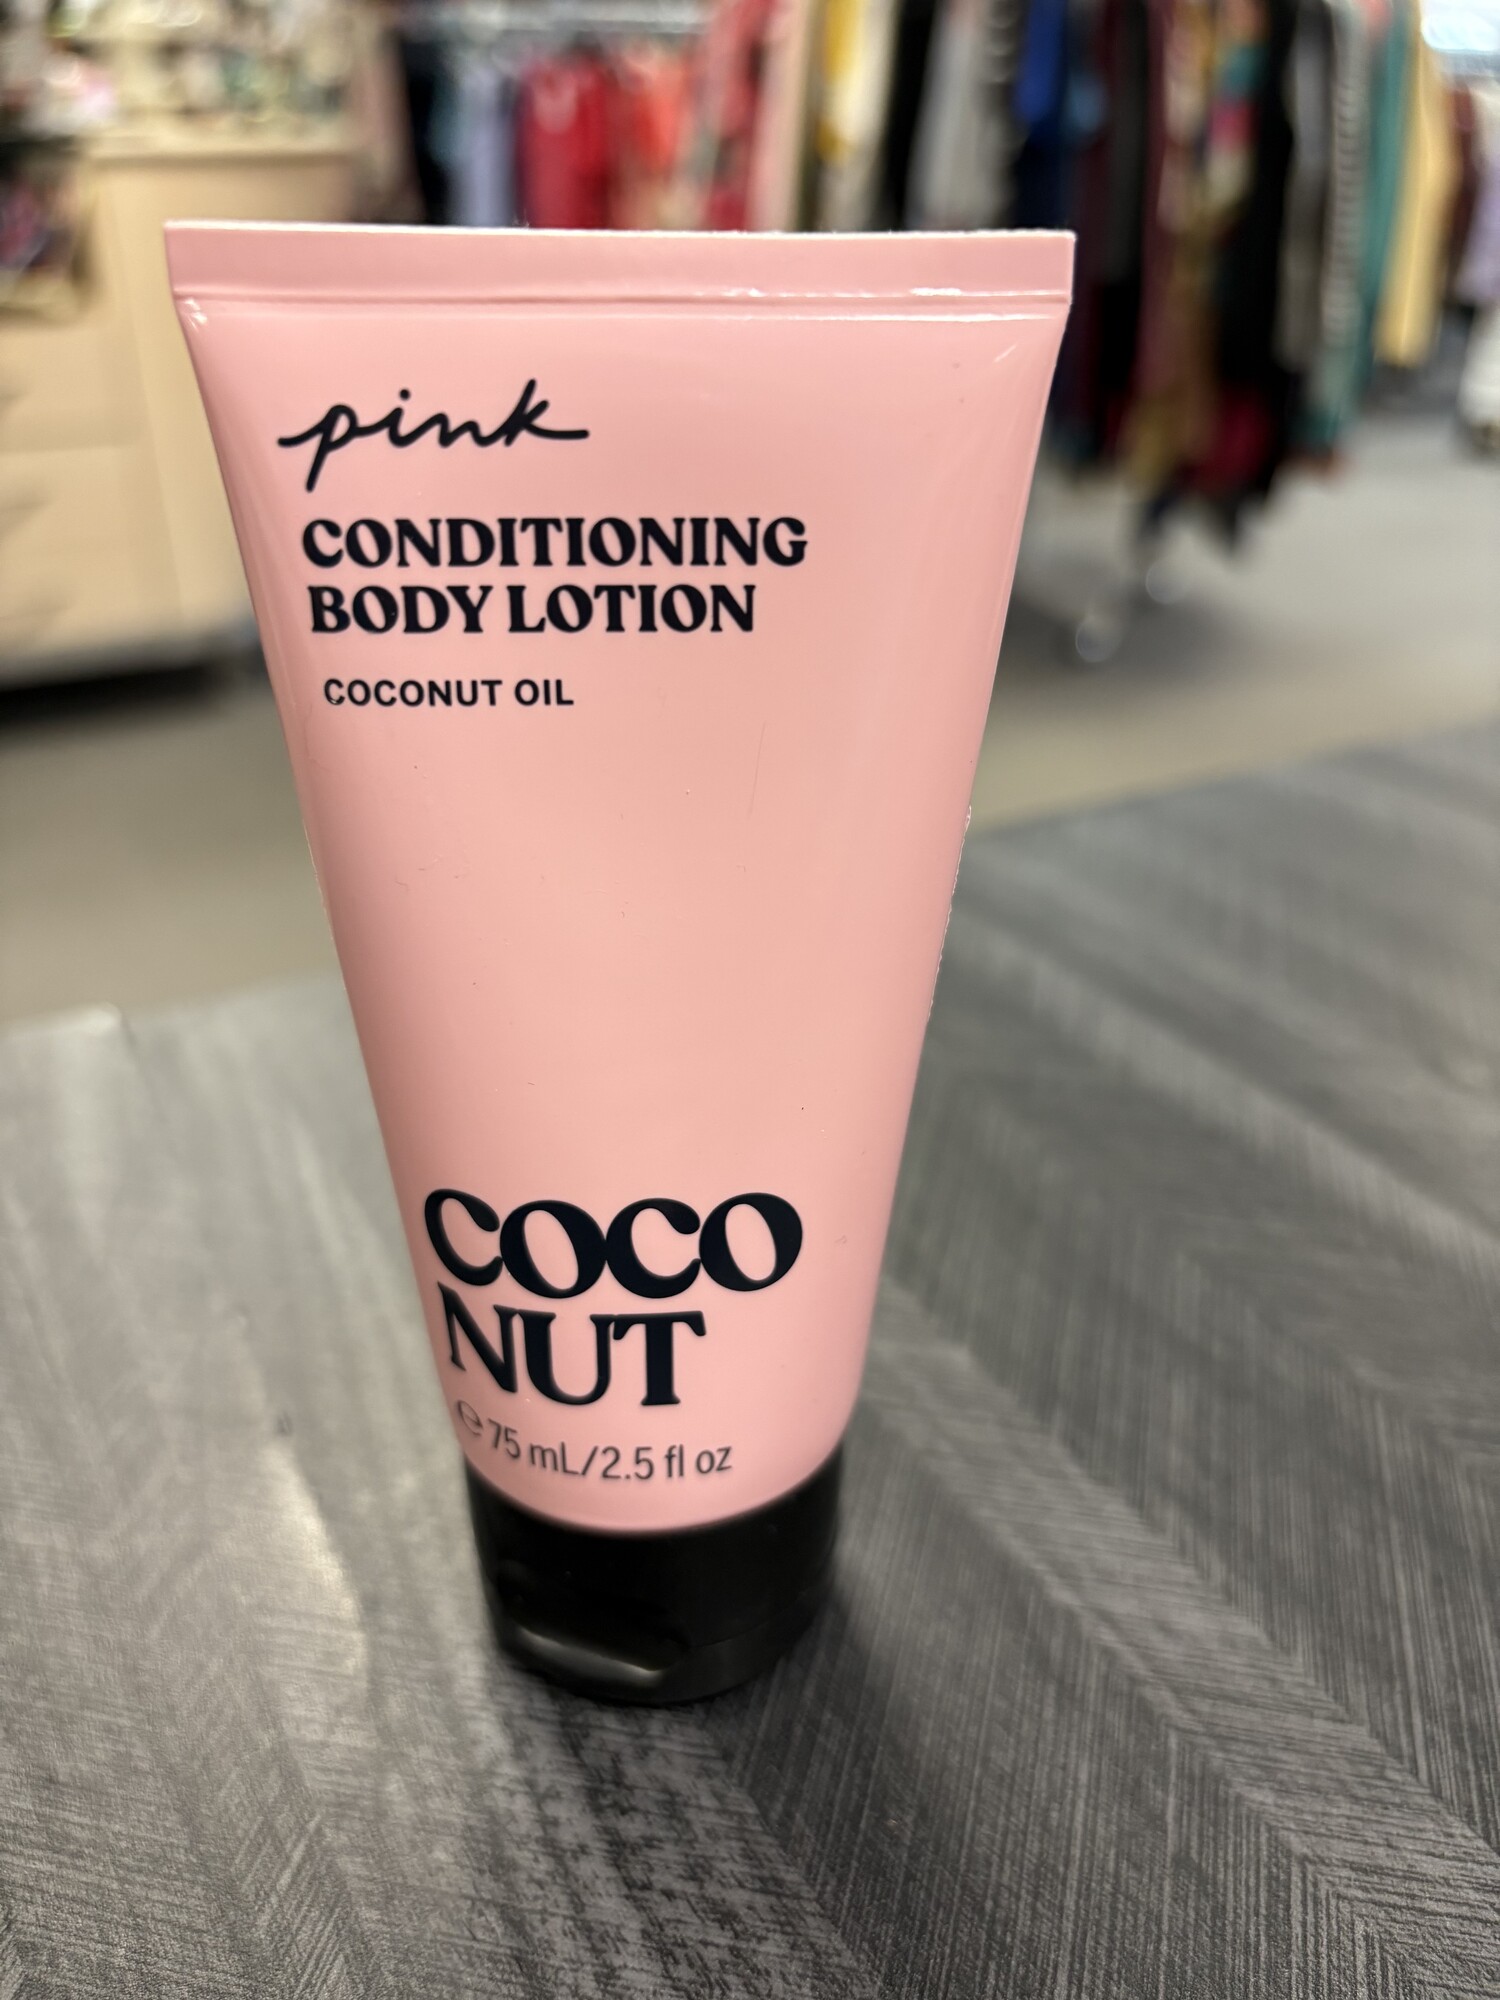 pink
CONDITIONING
BODY LOTION
COCONUT OIL
COCO
NUT
℮ 75 mL/2.5 fl oz